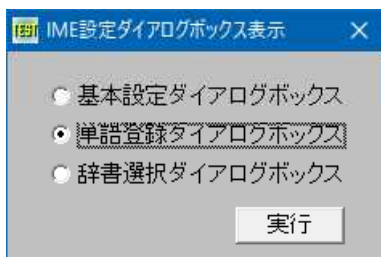 IME設定ダイアログボックス表示
基本設定ダイアログボックス
単語登録ダイアログボックス
辞書選択ダイアログボックス
実行